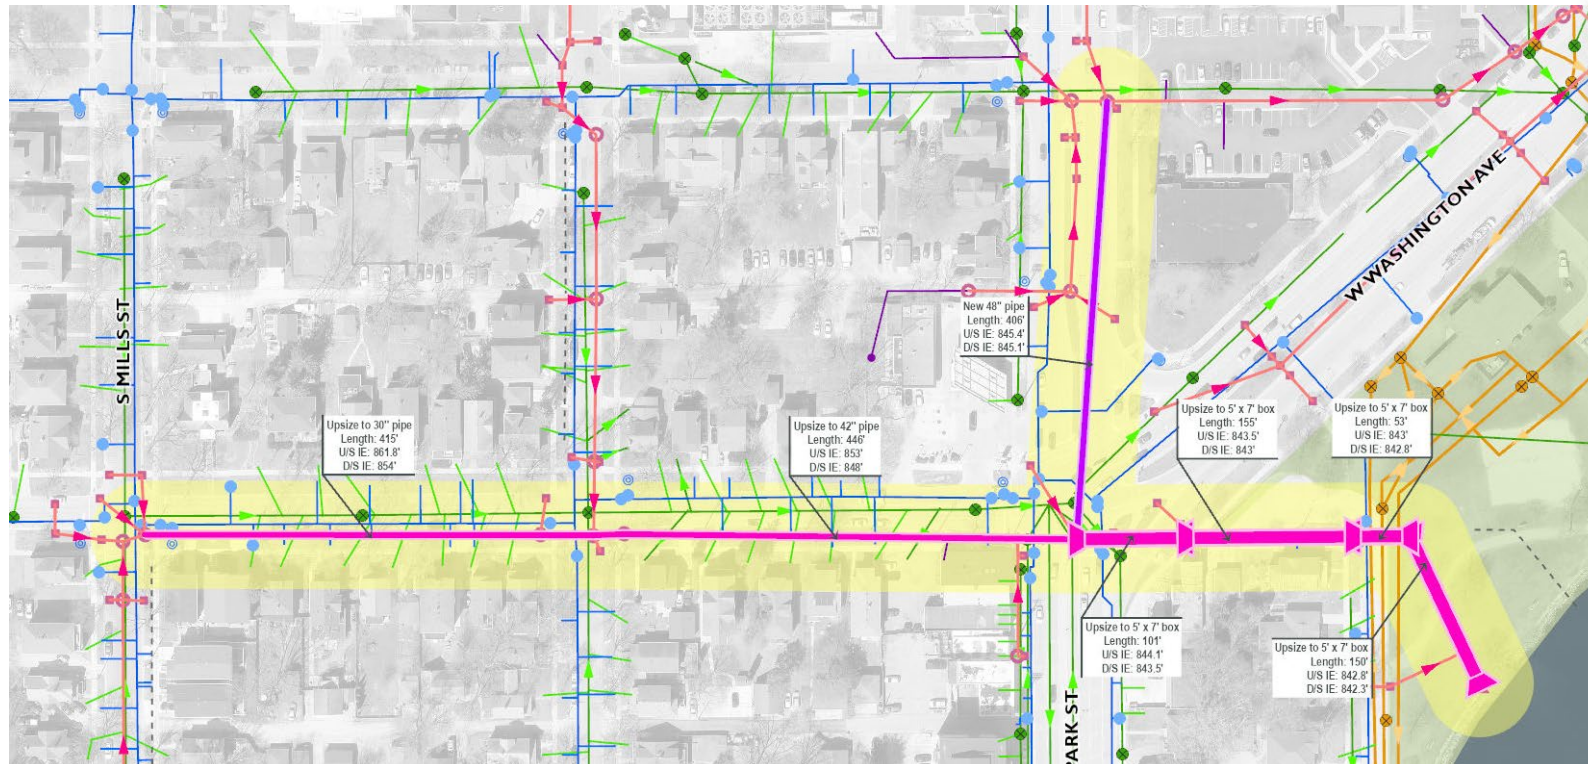 W WASHINGTON AVE
New 48" pipe
Length: 406'
U/S IE: 845.4'
D/S IE: 845.1'
S MILLS ST
Upsize to 30" pipe
Length: 415'
U/S IE: 861.8'
D/S IE: 854'
Upsize to 42" pipe
Length: 446'
U/S IE: 853'
D/S IE: 848'
Upsize to 5' x 7' box
Length: 155'
U/S IE: 843.5'
D/S IE: 843'
Upsize to 5' x 7' box
Length: 53'
U/S IE: 843'
D/S IE: 842.8'
Upsize to 5' x 7' box
Length: 101'
U/S IE: 844.1'
D/S IE: 843.5'
Upsize to 5' x 7' box
Length: 150'
U/S IE: 842.8'
D/S IE: 842.3'
PARK ST